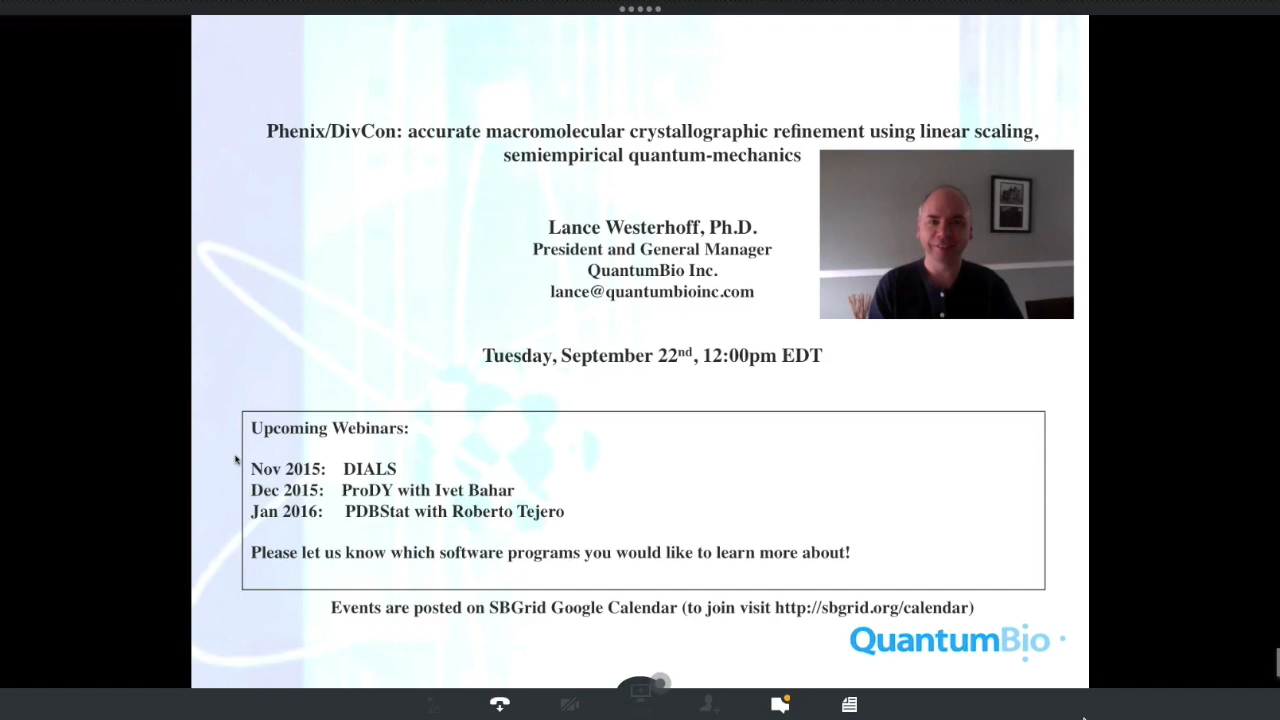 Phenix/DivCon: accurate macromolecular crystallographic refinement using linear scaling,
semiempirical quantum-mechanics
Lance Westerhoff, Ph.D.
President and General Manager
QuantumBio Inc.
lance@quantumbioinc.com
Tuesday, September 22nd, 12:00pm EDT
Upcoming Webinars:
Nov 2015: DIALS
Dec 2015: ProDY with Ivet Bahar
Jan 2016: PDBStat with Roberto Tejero
Please let us know which software programs you would like to learn more about!
Events are posted on SBGrid Google Calendar (to join visit http://sbgrid.org/calendar)
QuantumBio